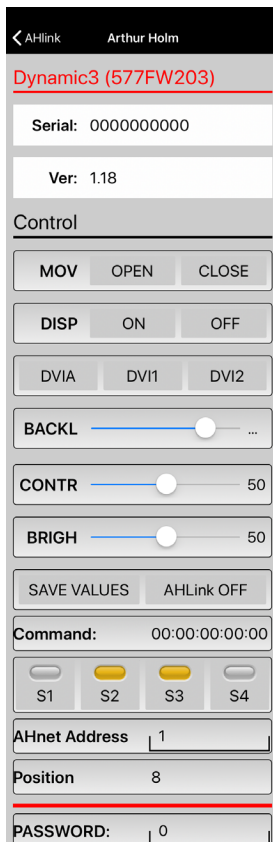 AHlink Arthur Holm
Dynamic3 (577FW203)
Serial: 0000000000
Ver: 1.18
Control
MOV OPEN CLOSE
DISP ON OFF
DVIA DVI1 DVI2
BACKL ...
CONTR 50
BRIGH 50
SAVE VALUES AHLink OFF
Command: 00:00:00:00:00
S1 S2 S3 S4
AHnet Address 1
Position 8
PASSWORD: 0